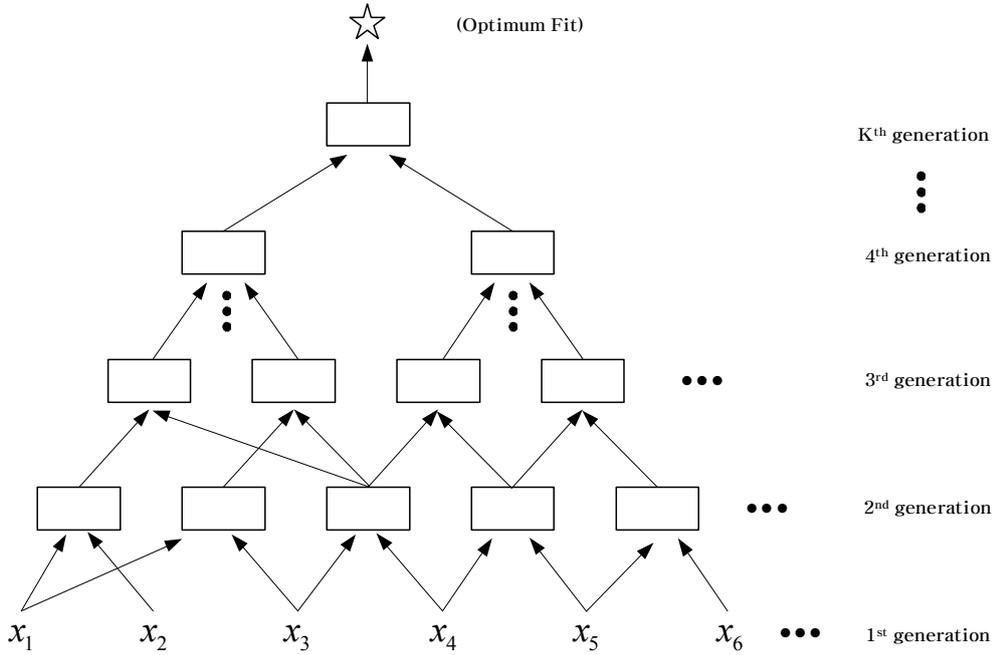 (Optimum Fit)
Kth generation
4th generation
3rd generation
2nd generation
x1 x2 x3 x4 x5 x6 1st generation